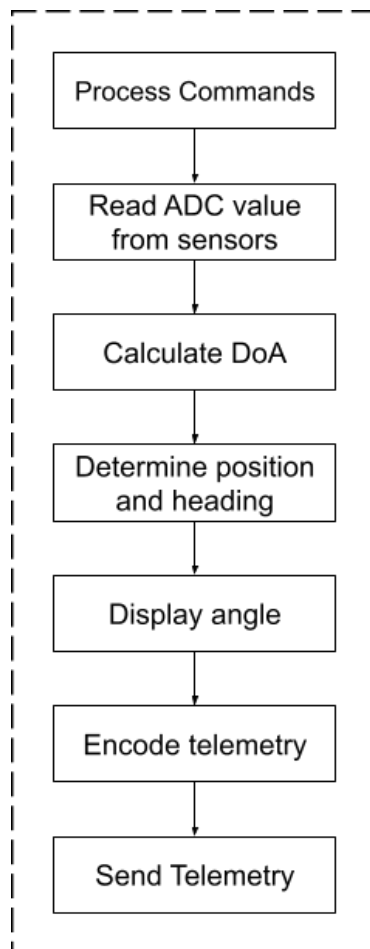 Process Commands
Read ADC value
from sensors
Calculate DoA
Determine position
and heading
Display angle
Encode telemetry
Send Telemetry